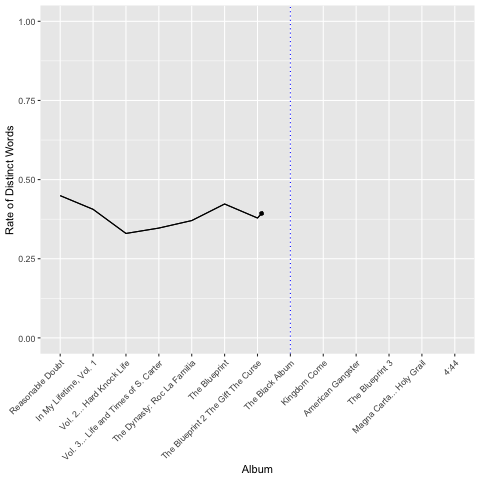 1.00
0.75
0.50
0.25
0.00
Rate of Distinct Words
Reasonable Doubt
In My Lifetime, Vol. 1
Vol. 2... Hard Knock Life
Vol. 3... Life and Times of S. Carter
The Dynasty: Roc La Familia
The Blueprint
The Blueprint 2 The Gift The Curse
The Black Album
Kingdom Come
American Gangster
The Blueprint 3
Magna Carta... Holy Grail
4:44
Album